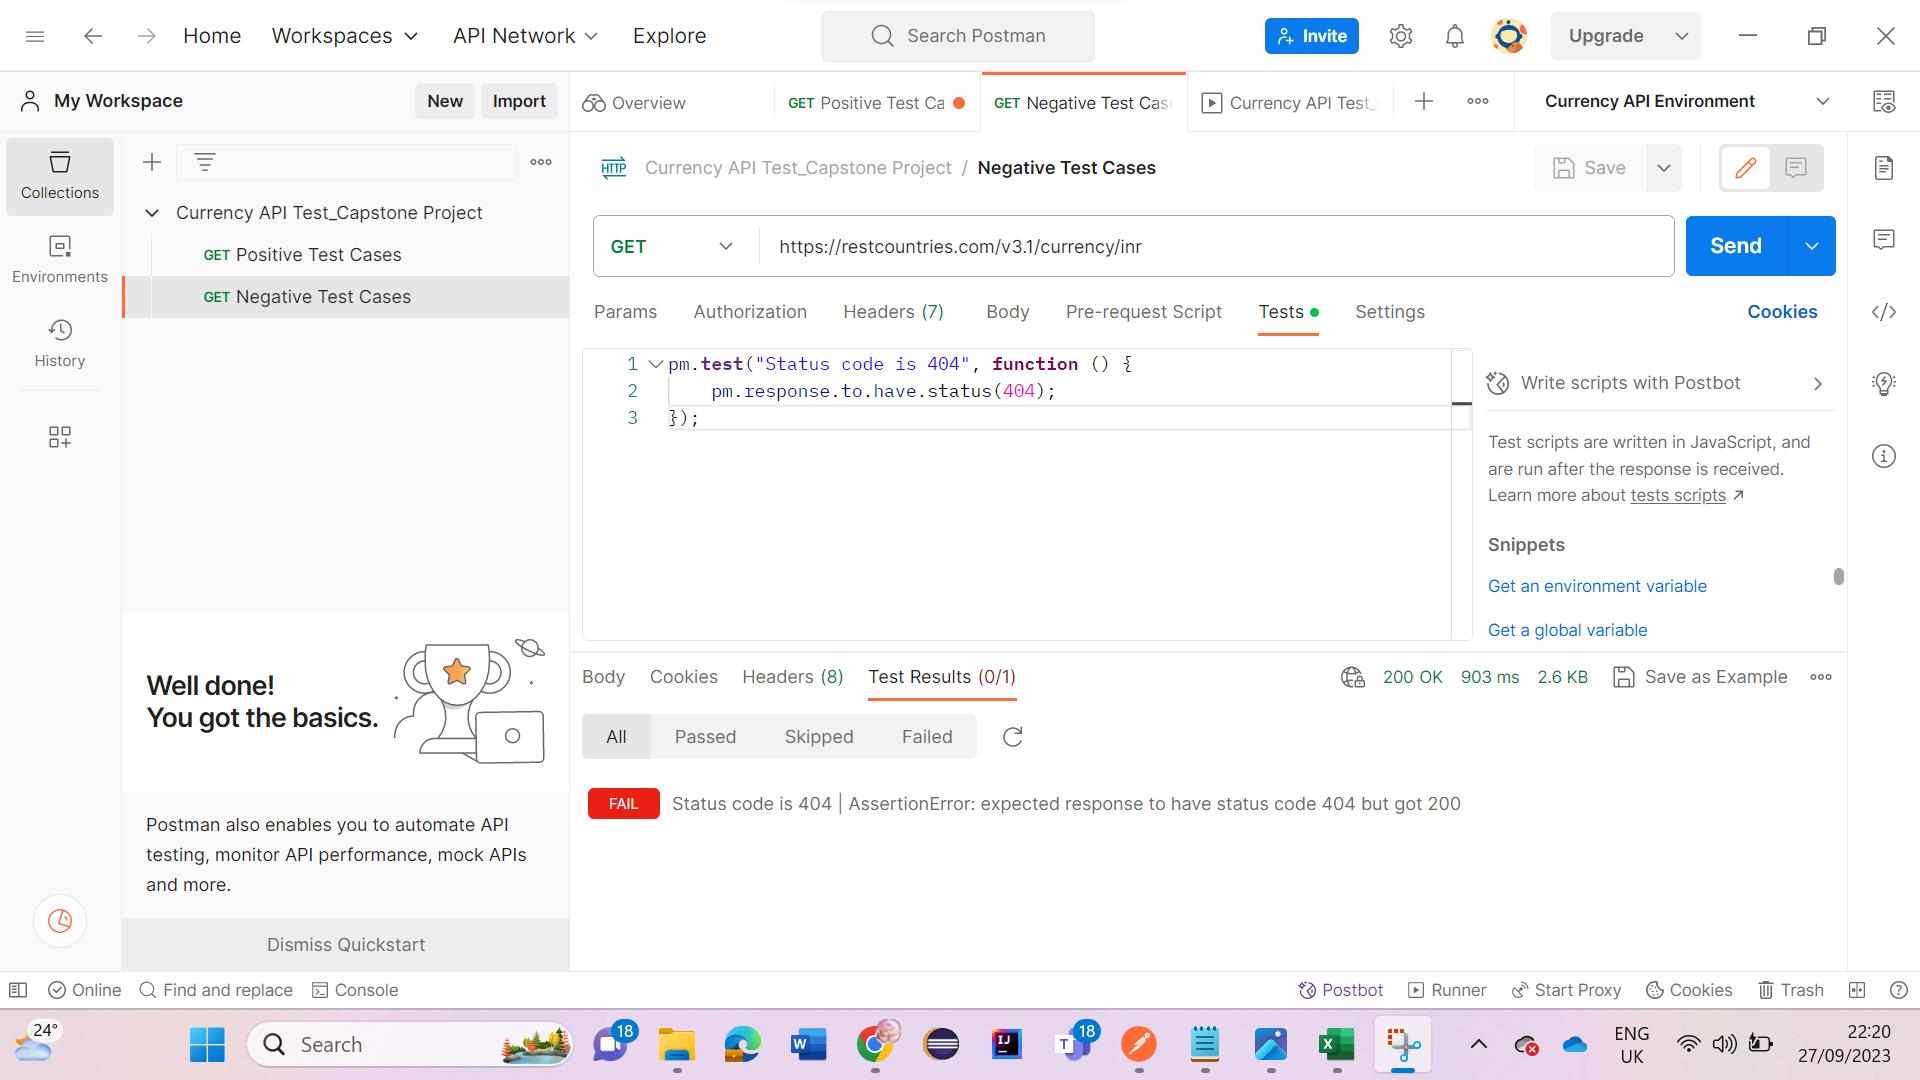 Home
Workspaces
API Network
Explore
Search Postman
Invite
Upgrade
My Workspace
New
Import
Overview
GET Positive Test Ca
GET Negative Test Cas
Currency API Test_
Currency API Environment
Collections
Environments
History
Currency API Test_Capstone Project
GET Positive Test Cases
GET Negative Test Cases
HTTP
Currency API Test_Capstone Project / Negative Test Cases
Save
GET
https://restcountries.com/v3.1/currency/inr
Send
Params
Authorization
Headers (7)
Body
Pre-request Script
Tests
Settings
Cookies
1 pm.test("Status code is 404", function () {
2 pm.response.to.have.status(404);
3 });
Write scripts with Postbot
Test scripts are written in JavaScript, and
are run after the response is received.
Learn more about tests scripts
Snippets
Get an environment variable
Get a global variable
Well done!
You got the basics.
Postman also enables you to automate API
testing, monitor API performance, mock APIs
and more.
Dismiss Quickstart
Body
Cookies
Headers (8)
Test Results (0/1)
200 OK
903 ms
2.6 KB
Save as Example
All
Passed
Skipped
Failed
FAIL
Status code is 404 | AssertionError: expected response to have status code 404 but got 200
Online
Find and replace
Console
Postbot
Runner
Start Proxy
Cookies
Trash
24°
Search
18
W
IJ
T
18
X
ENG
UK
22:20
27/09/2023